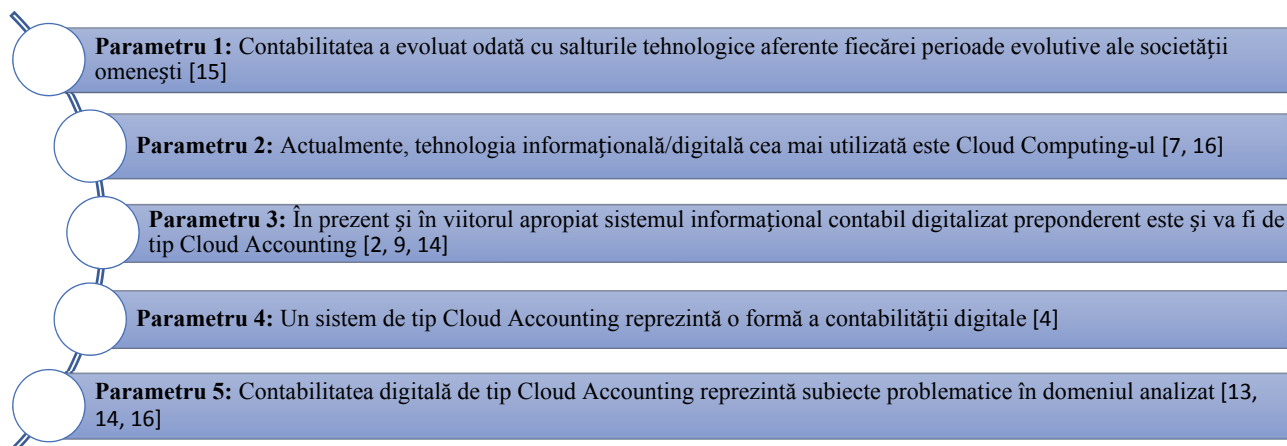 Parametru 1: Contabilitatea a evoluat odată cu salturile tehnologice aferente fiecărei perioade evolutive ale societății
omenești [15]
Parametru 2: Actualmente, tehnologia informațională/digitală cea mai utilizată este Cloud Computing-ul [7, 16]
Parametru 3: În prezent și în viitorul apropiat sistemul informațional contabil digitalizat preponderent este și va fi de
tip Cloud Accounting [2, 9, 14]
Parametru 4: Un sistem de tip Cloud Accounting reprezintă o formă a contabilității digitale [4]
Parametru 5: Contabilitatea digitală de tip Cloud Accounting reprezintă subiecte problematice în domeniul analizat [13,
14, 16]